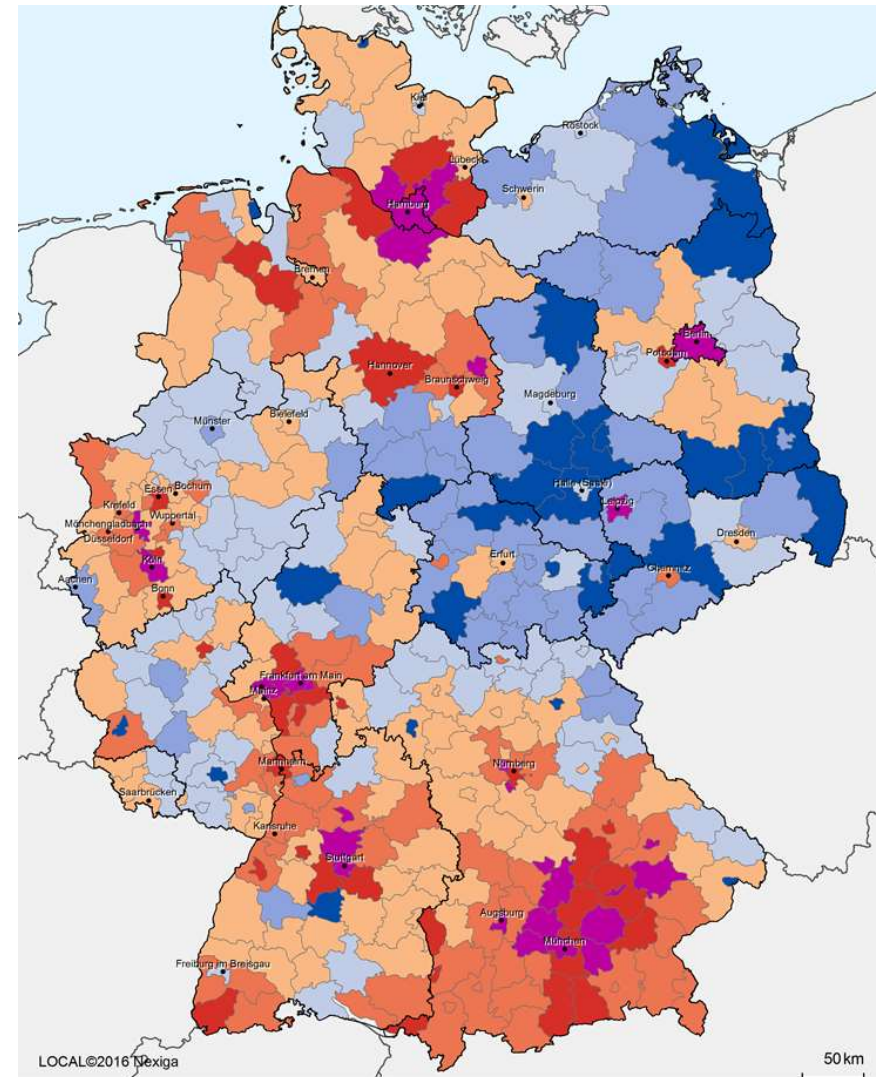 Kiel
Rostock
Lübeck
Schwerin
Hamburg
Bremen
Berlin
Potsdam
Hannover
Braunschweig
Magdeburg
Bielefeld
Münster
Halle (Saale)
Leipzig
Essen
Bochum
Krefeld
Mönchengladbach
Wuppertal
Düsseldorf
Dresden
Erfurt
Köln
Chemnitz
Aachen
Bonn
Frankfurt am Main
Mainz
Mannheim
Nürnberg
Saarbrücken
Karlsruhe
Stuttgart
Augsburg
München
Freiburg im Breisgau
LOCAL©2016 Nexiga
50 km